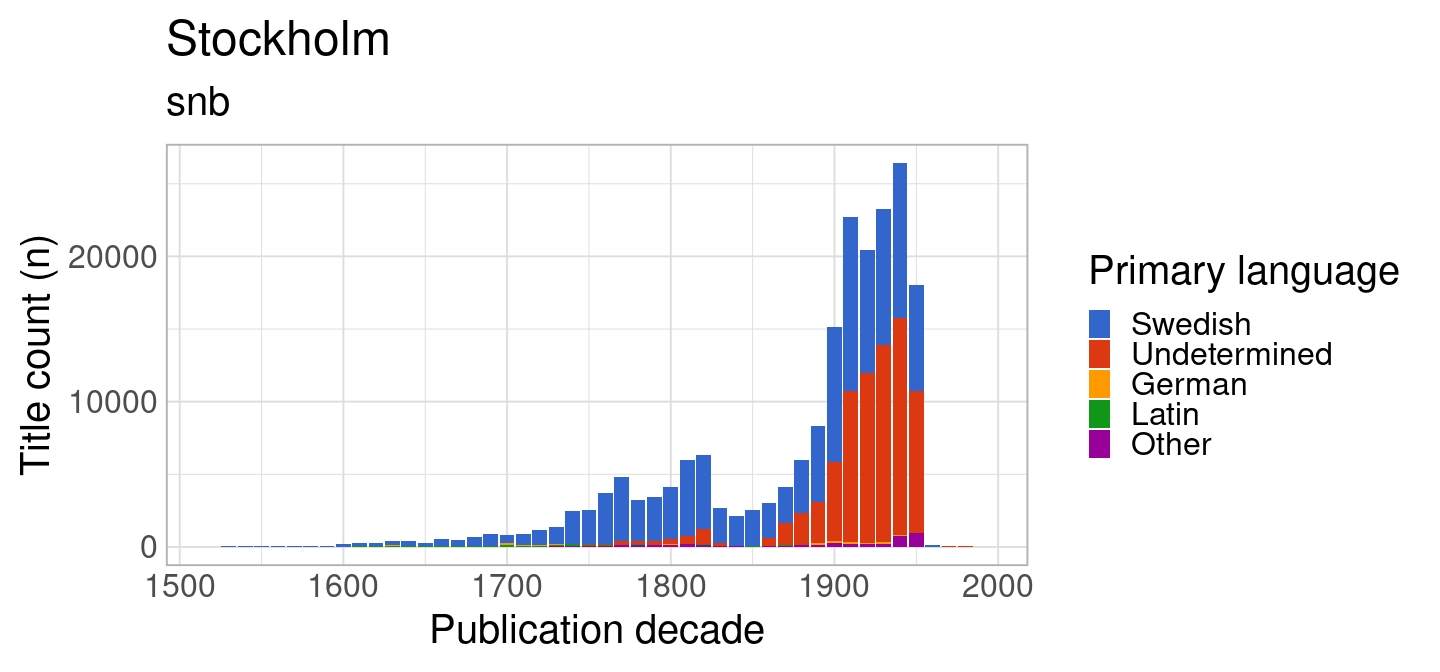 Stockholm
snb
Title count (n)
20000
10000
0
1500 1600 1700 1800 1900 2000
Publication decade
Primary language
Swedish
Undetermined
German
Latin
Other